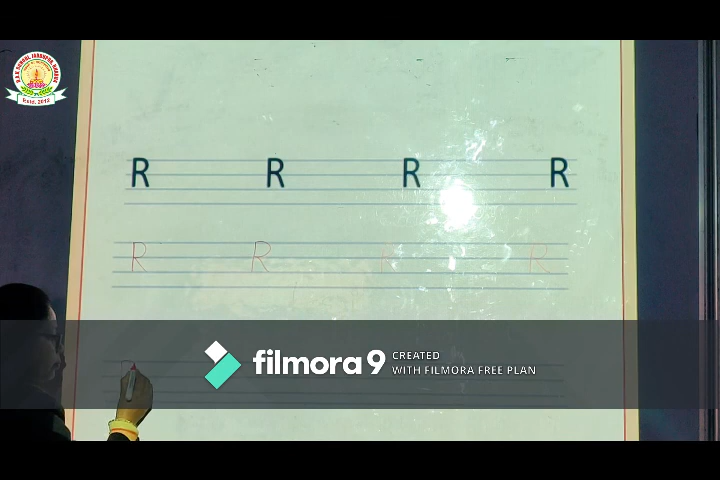 Estd. 2012
R R R R
R R R R
filmora 9 CREATED
WITH FILMORA FREE PLAN